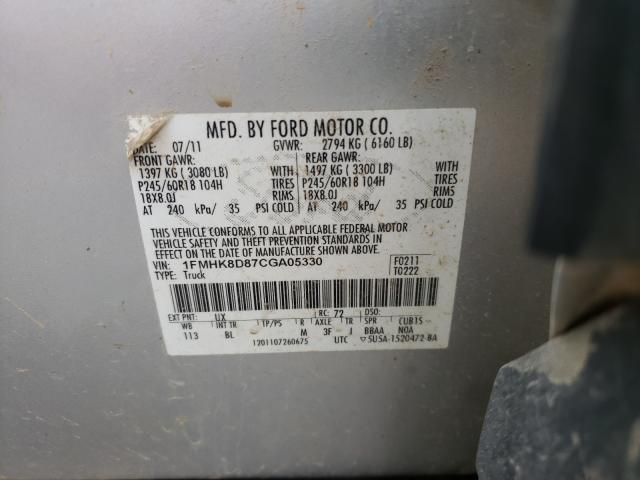 MFD. BY FORD MOTOR CO.
DATE: 07/11 GVWR: 2794 KG ( 6160 LB)
FRONT GAWR: REAR GAWR:
1397 KG ( 3080 LB) WITH 1497 KG ( 3300 LB) WITH
P245/60R18 104H TIRES P245/60R18 104H TIRES
18X8.0J RIMS 18X8.0J RIMS
AT 240 kPa/ 35 PSI COLD AT 240 kPa/ 35 PSI COLD
THIS VEHICLE CONFORMS TO ALL APPLICABLE FEDERAL MOTOR
VEHICLE SAFETY AND THEFT PREVENTION STANDARDS IN
EFFECT ON THE DATE OF MANUFACTURE SHOWN ABOVE.
VIN: 1FMHK8D87CGA05330 F0211
TYPE: Truck T0222
EXT PNT: UX RC: 72 DSO:
WB INT TR TP/PS R AXLE TR SPR CUB15
113 BL M 3F J BBAA N0A
1201107260675 UTC 5USA-1520472-BA